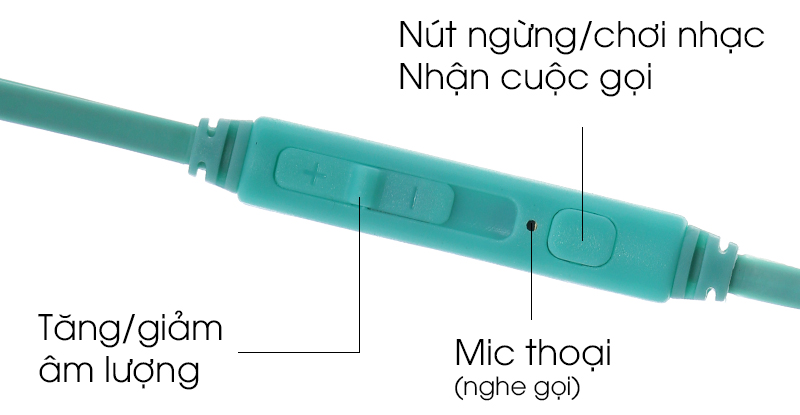 Nút ngừng/chơi nhạc
Nhận cuộc gọi
+
−
Tăng/giảm
âm lượng
Mic thoại
(nghe gọi)